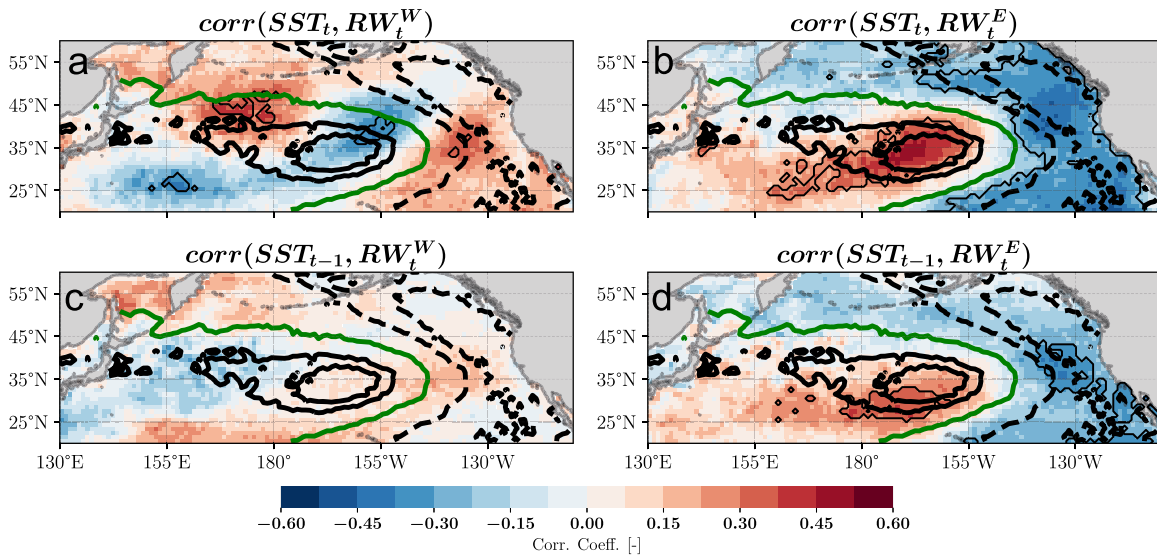 corr(SST_t, RW_t^W) corr(SST_t, RW_t^E)
a b
55°N 55°N
45°N 45°N
35°N 35°N
25°N 25°N
corr(SST_{t−1}, RW_t^W) corr(SST_{t−1}, RW_t^E)
c d
55°N 55°N
45°N 45°N
35°N 35°N
25°N 25°N
130°E 155°E 180° 155°W 130°W 130°E 155°E 180° 155°W 130°W
−0.60 −0.45 −0.30 −0.15 0.00 0.15 0.30 0.45 0.60
Corr. Coeff. [-]